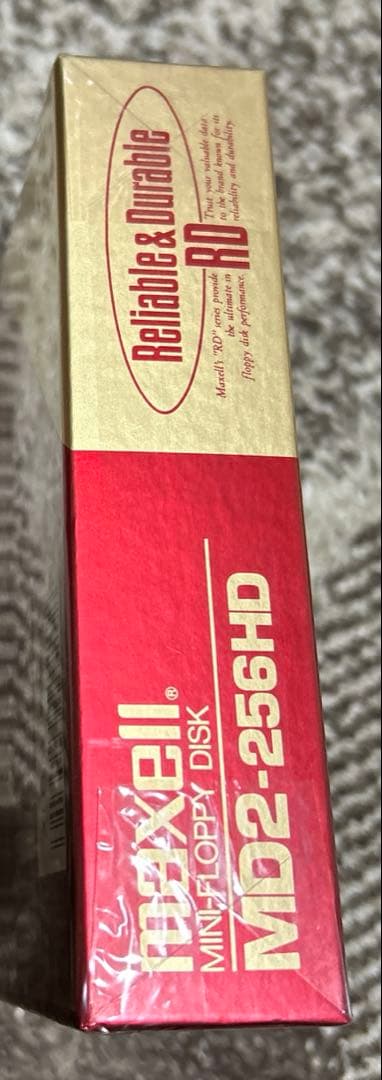 maxell®
MINI-FLOPPY DISK
MD2-256HD
Reliable & Durable
RD
Maxell's "RD" series provide
the ultimate in
floppy disk performance.
Trust your valuable data
to the brand known for its
reliability and durability.